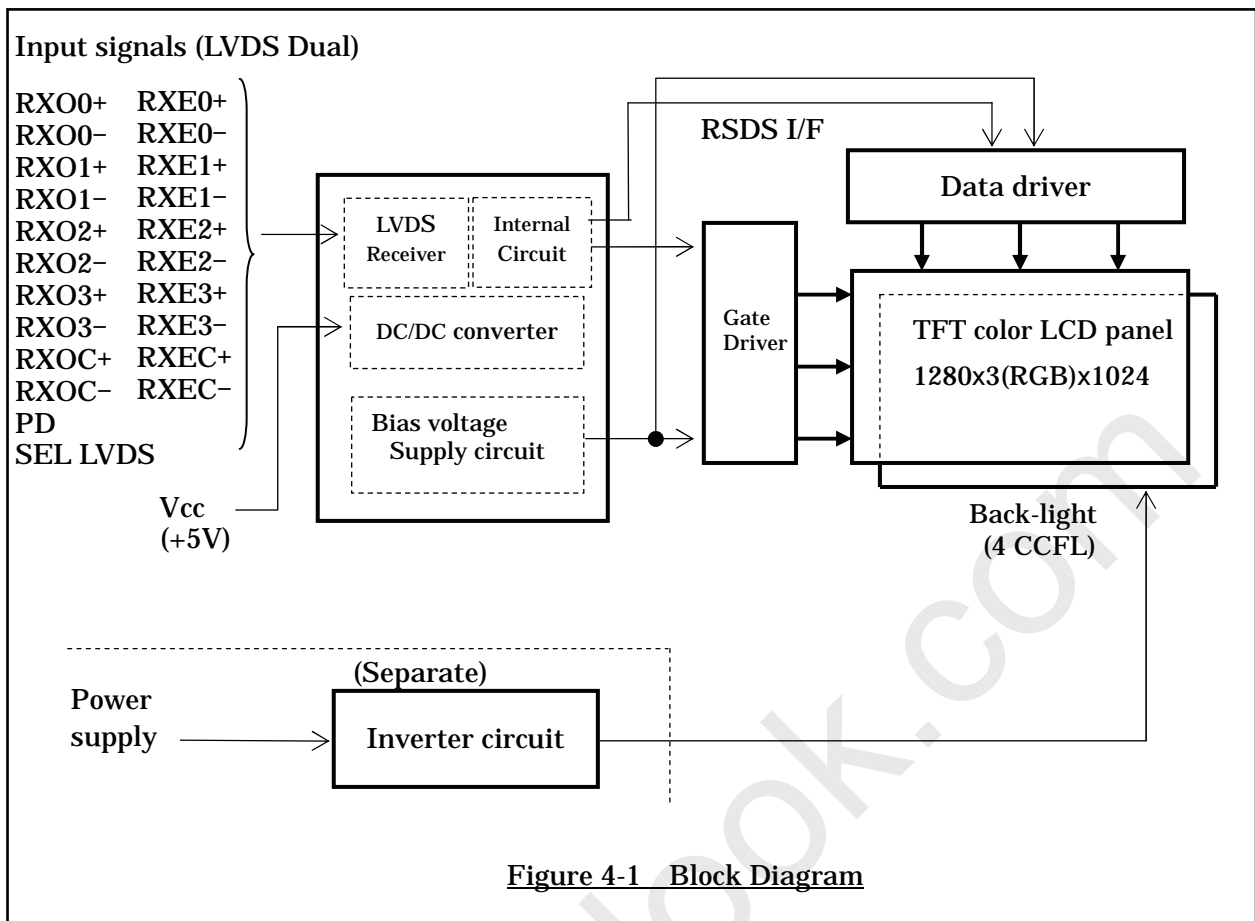 Input signals (LVDS Dual)
RXO0+ RXE0+
RXO0− RXE0−
RXO1+ RXE1+
RXO1− RXE1−
RXO2+ RXE2+
RXO2− RXE2−
RXO3+ RXE3+
RXO3− RXE3−
RXOC+ RXEC+
RXOC− RXEC−
PD
SEL LVDS
Vcc
(+5V)
LVDS
Receiver
Internal
Circuit
DC/DC converter
Bias voltage
Supply circuit
RSDS I/F
Data driver
Gate
Driver
TFT color LCD panel
1280x3(RGB)x1024
Back-light
(4 CCFL)
(Separate)
Power
supply
Inverter circuit
Figure 4-1 Block Diagram
look.com